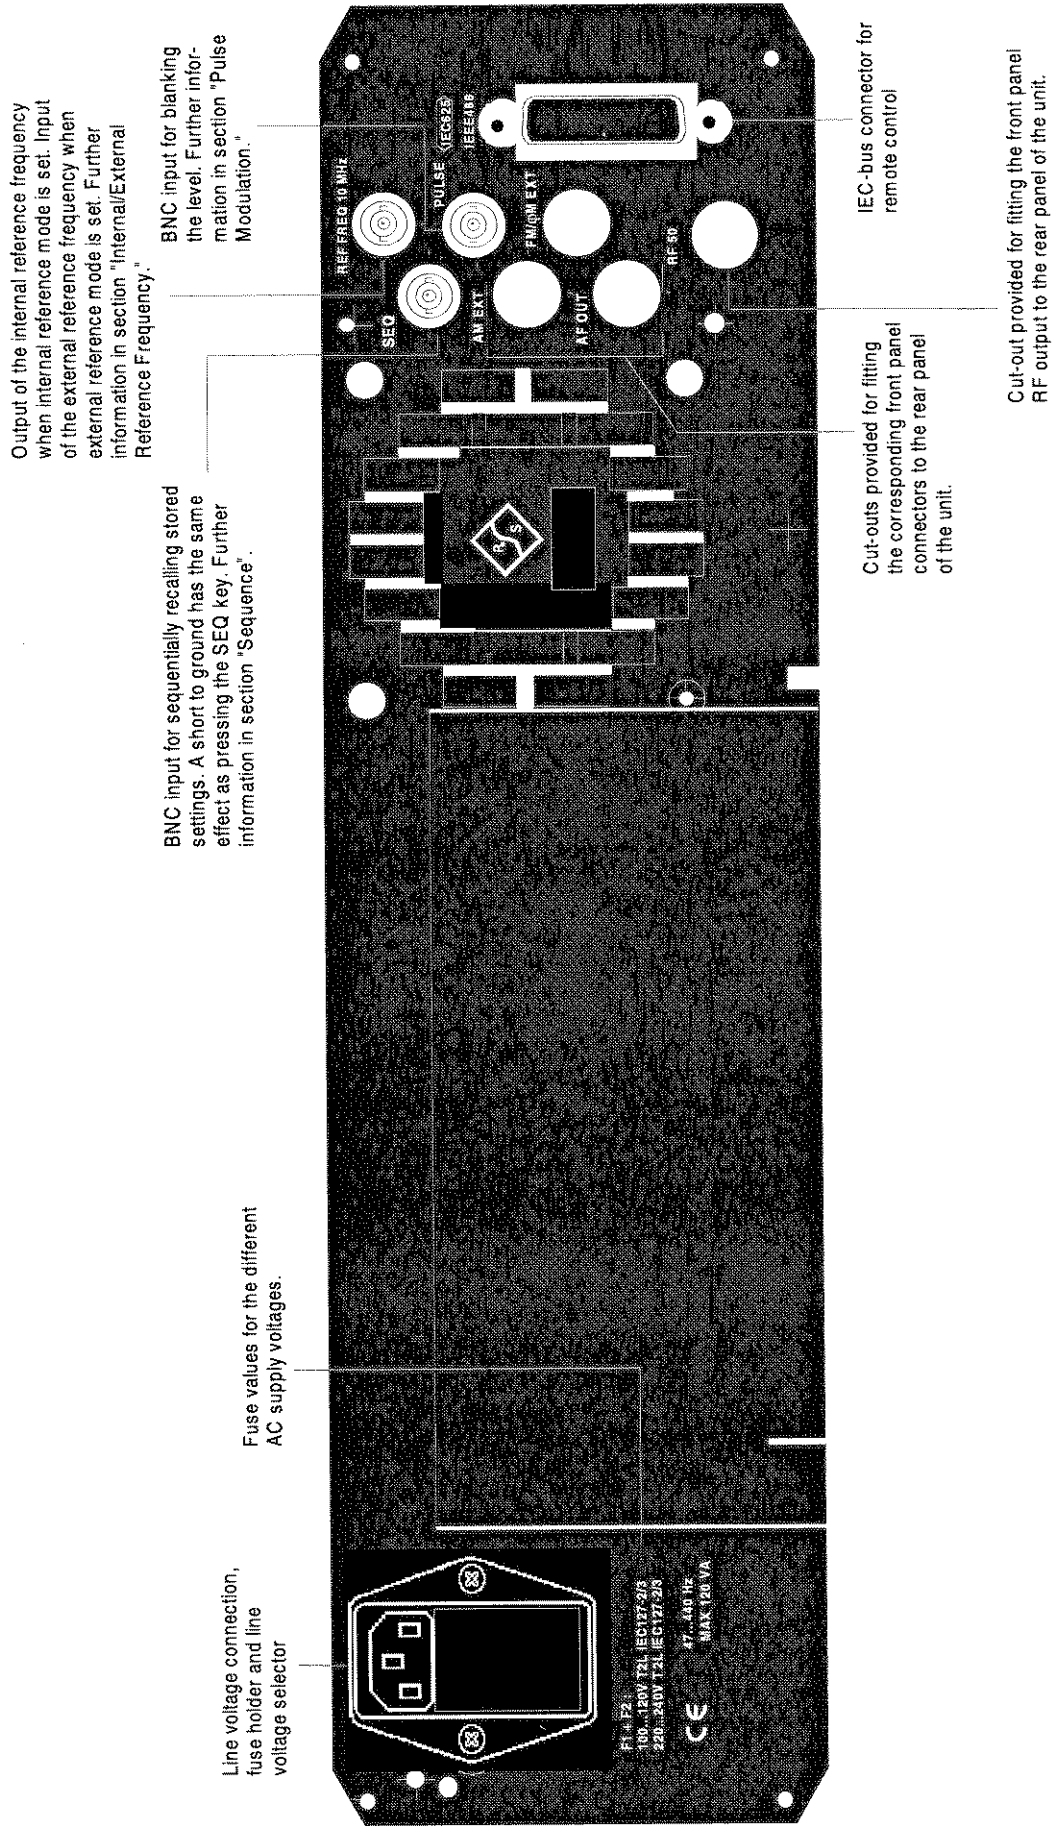 Line voltage connection,
fuse holder and line
voltage selector
Fuse values for the different
AC supply voltages.
BNC input for sequentially recalling stored
settings. A short to ground has the same
effect as pressing the SEQ key. Further
information in section "Sequence".
Output of the internal reference frequency
when internal reference mode is set. Input
of the external reference frequency when
external reference mode is set. Further
information in section "Internal/External
Reference Frequency."
BNC input for blanking
the level. Further infor-
mation in section "Pulse
Modulation."
REF FREQ 10 MHz
SEQ
PULSE
IEC625
IEEE488
AM EXT
FM/φM EXT
AF OUT
RF 50
R S
F1 + F2 :
100...120V T2L IEC127-2/3
220...240V T2L IEC127-2/3
CE
47...440 Hz
MAX 120 VA
Cut-outs provided for fitting
the corresponding front panel
connectors to the rear panel
of the unit.
IEC-bus connector for
remote control
Cut-out provided for fitting the front panel
RF output to the rear panel of the unit.